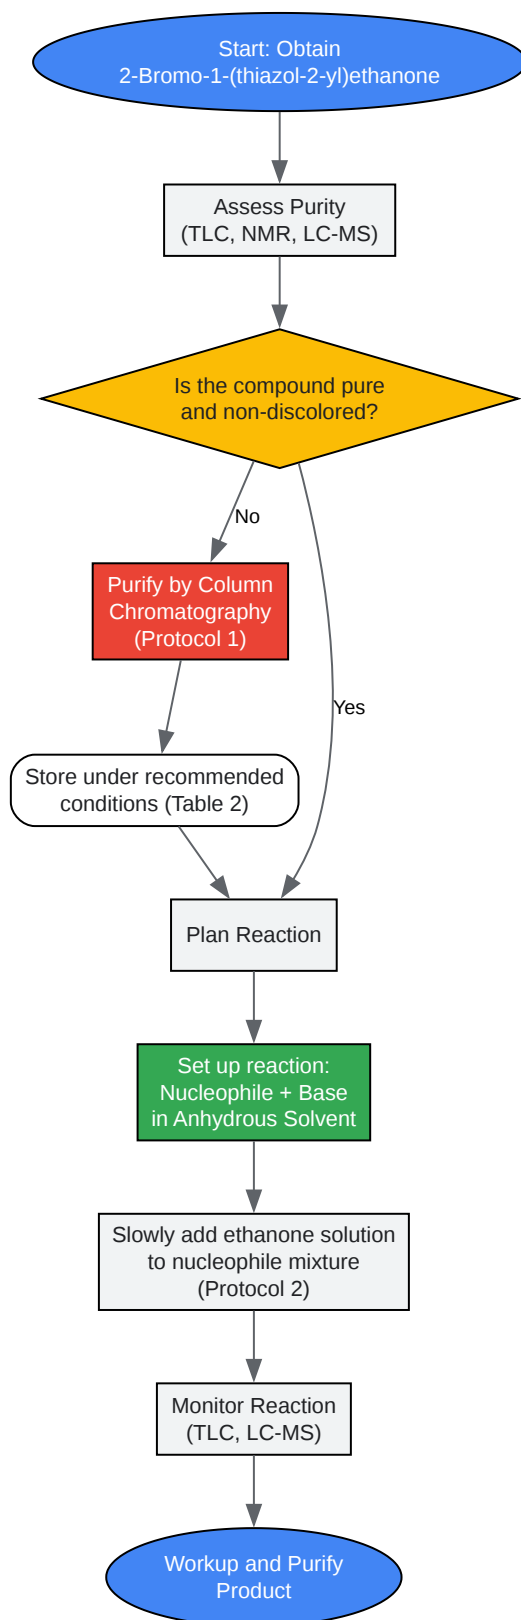 Start: Obtain
2-Bromo-1-(thiazol-2-yl)ethanone
Assess Purity
(TLC, NMR, LC-MS)
Is the compound pure
and non-discolored?
No
Purify by Column
Chromatography
(Protocol 1)
Yes
Store under recommended
conditions (Table 2)
Plan Reaction
Set up reaction:
Nucleophile + Base
in Anhydrous Solvent
Slowly add ethanone solution
to nucleophile mixture
(Protocol 2)
Monitor Reaction
(TLC, LC-MS)
Workup and Purify
Product